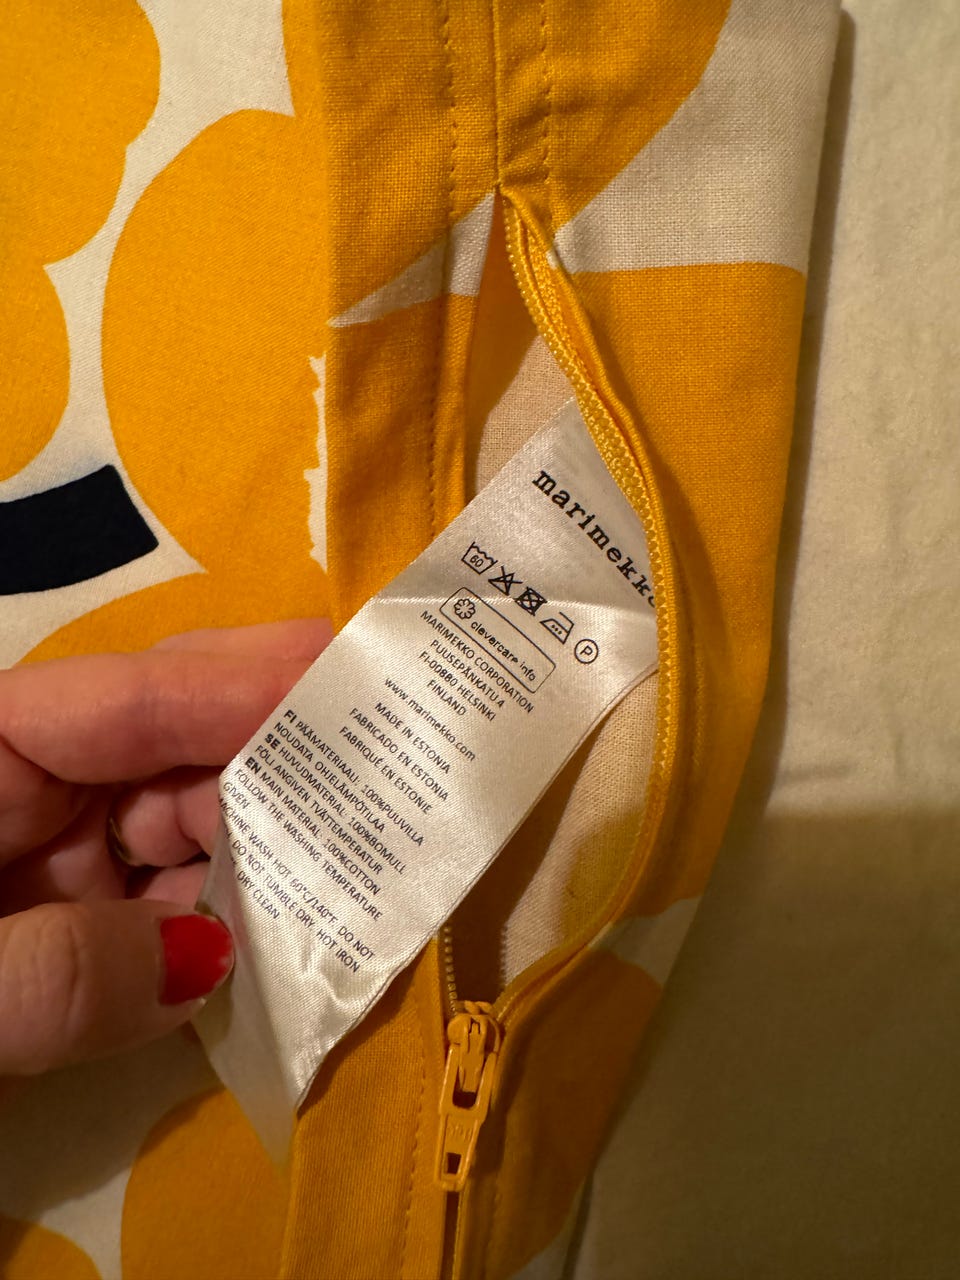 marimekko
60
P
clevercare.info
MARIMEKKO CORPORATION
PUUSEPÄNKATU 4
FI-00880 HELSINKI
FINLAND
www.marimekko.com
MADE IN ESTONIA
FABRICADO EN ESTONIA
FABRIQUÉ EN ESTONIE
FI PÄÄMATERIAALI: 100%PUUVILLA
NOUDATA OHJELÄMPÖTILAA
SE HUVUDMATERIAL: 100%BOMULL
FÖLJ ANGIVEN TVÄTTEMPERATUR
EN MAIN MATERIAL: 100%COTTON
FOLLOW THE WASHING TEMPERATURE
GIVEN
MACHINE WASH HOT 60°C/140°F. DO NOT
DO NOT TUMBLE DRY. HOT IRON
DRY CLEAN